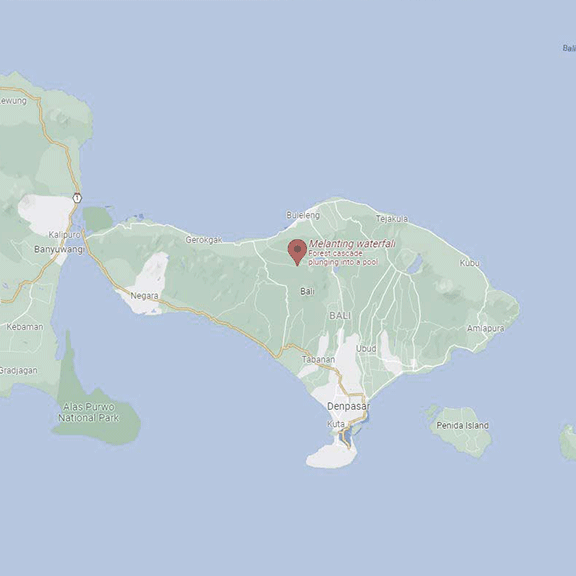 Bali
ewung
1
Buleleng
Tejakula
Kalipuro
Gerokgak
Melanting waterfall
Forest cascade
plunging into a pool
Banyuwangi
Kubu
Negara
Bali
BALI
Kebaman
Amlapura
Ubud
Tabanan
Gradjagan
Alas Purwo
National Park
Denpasar
Kuta
Penida Island